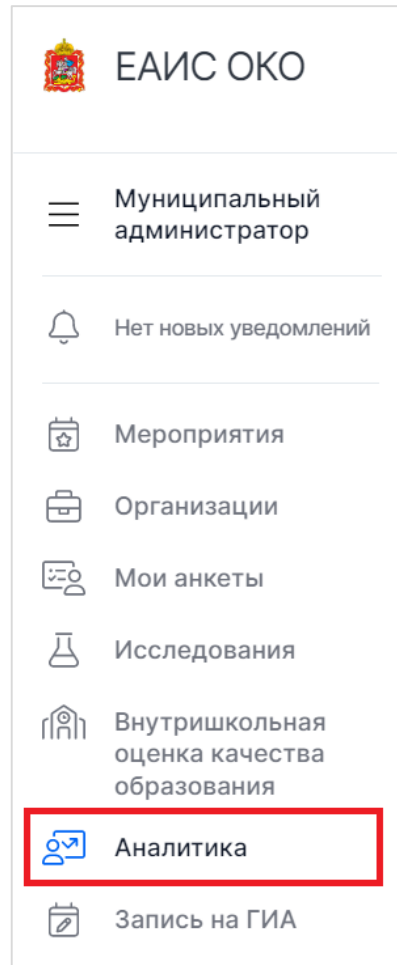 ЕАИС ОКО
Муниципальный
администратор
Нет новых уведомлений
Мероприятия
Организации
Мои анкеты
Исследования
Внутришкольная
оценка качества
образования
Аналитика
Запись на ГИА